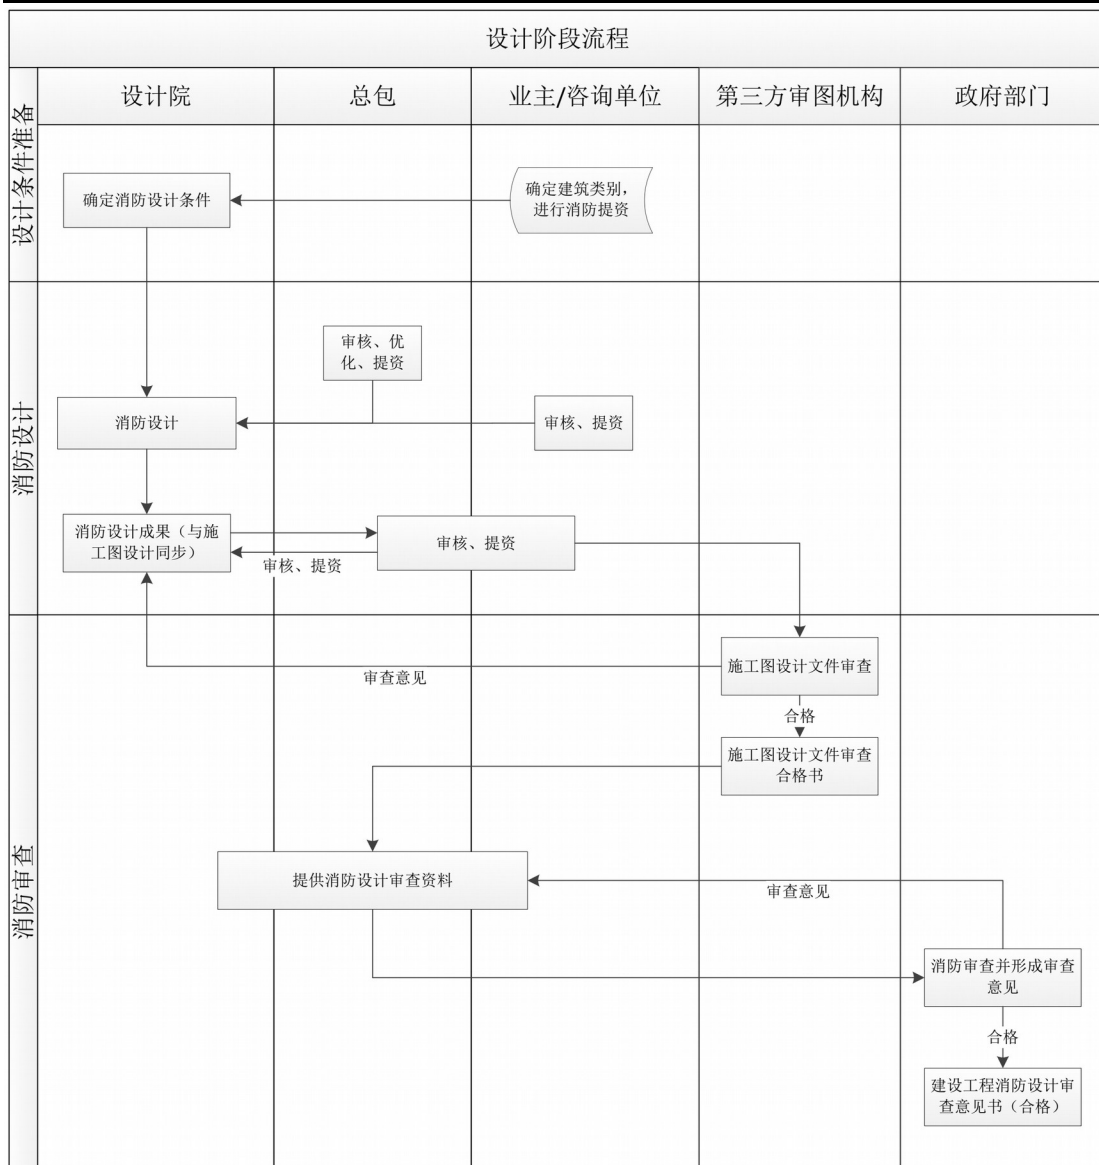 设计阶段流程
设计院
总包
业主/咨询单位
第三方审图机构
政府部门
设计条件准备
确定消防设计条件
确定建筑类别，
进行消防提资
消防设计
审核、优
化、提资
消防设计
审核、提资
消防设计成果（与施
工图设计同步）
审核、提资
审核、提资
消防审查
施工图设计文件审查
审查意见
合格
施工图设计文件审查
合格书
提供消防设计审查资料
审查意见
消防审查并形成审查
意见
合格
建设工程消防设计审
查意见书（合格）